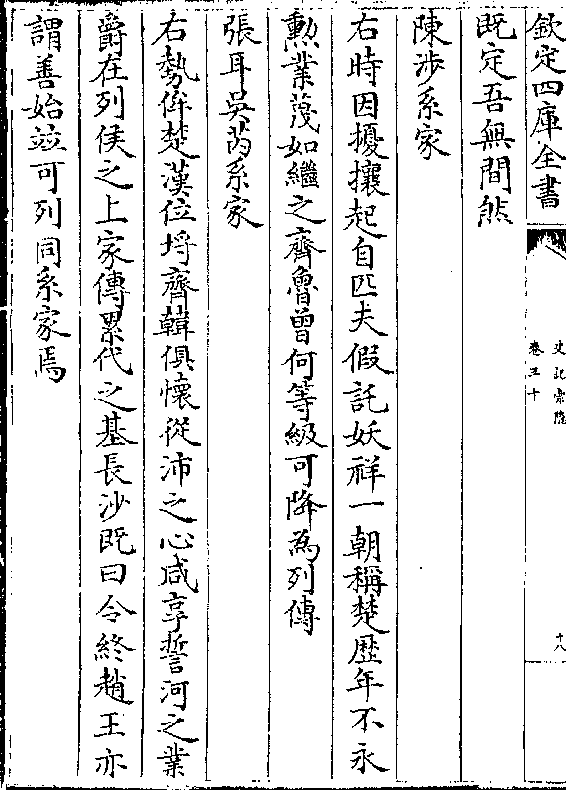 欽定四庫全書
史記索隱
卷三十
十八
既定吾無間然
陳涉系家
右時因擾攘起自匹夫假託妖祥一朝稱楚歴年不永
勲業蔑如繼之齊魯曾何等級可降為列傳
張耳吳芮系家
右勢侔楚漢位埒齊韓俱懷從沛之心咸享誓河之業
爵在列侯之上家傳累代之基長沙既曰令終趙王亦
謂善始並可列同系家焉